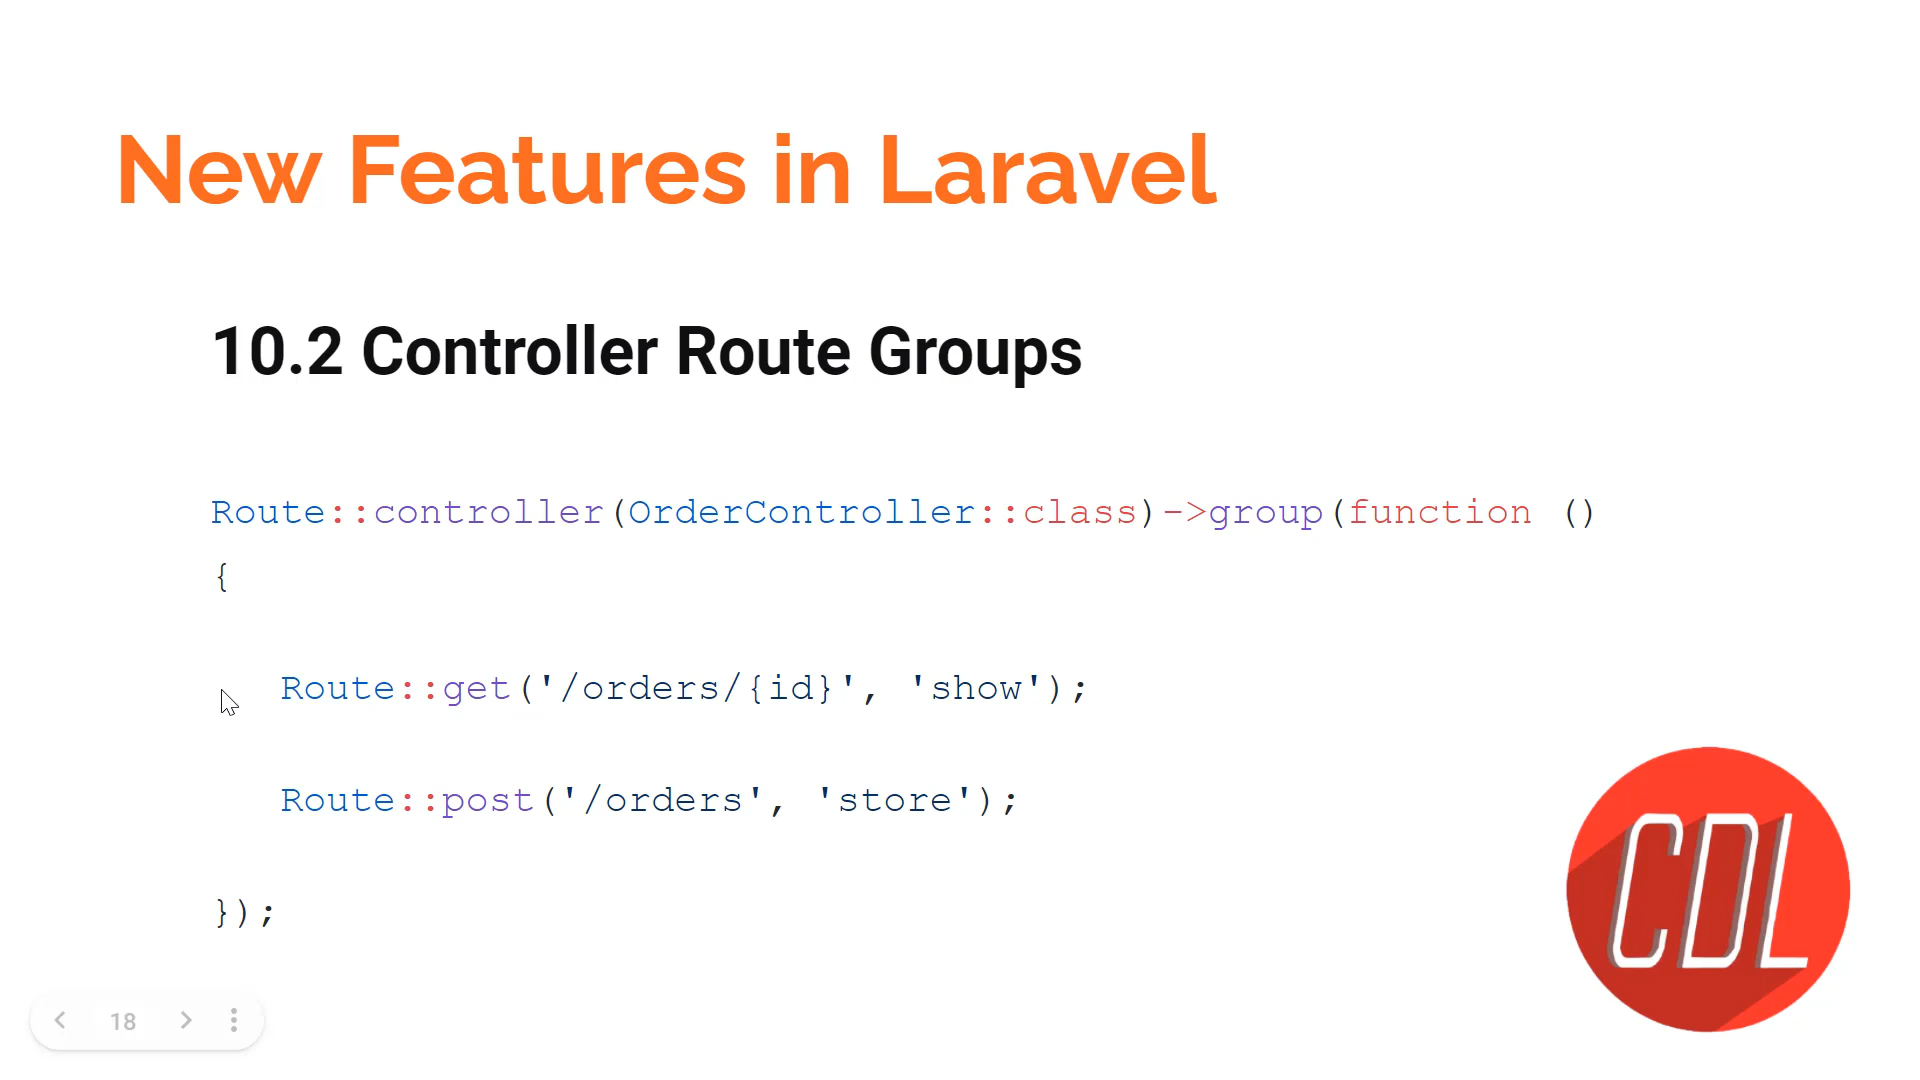 New Features in Laravel
10.2 Controller Route Groups
Route::controller(OrderController::class)->group(function ()
{
Route::get('/orders/{id}', 'show');
Route::post('/orders', 'store');
});
CDL
18